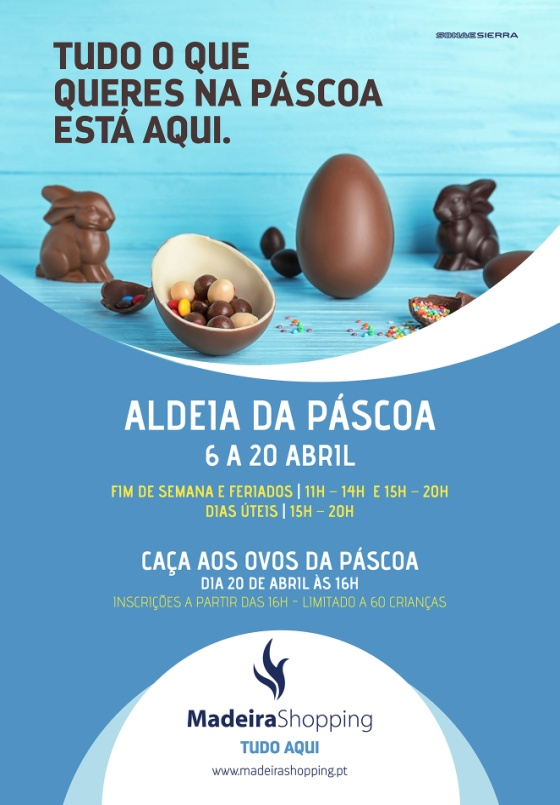 SONAE SIERRA
TUDO O QUE
QUERES NA PÁSCOA
ESTÁ AQUI.
ALDEIA DA PÁSCOA
6 A 20 ABRIL
FIM DE SEMANA E FERIADOS | 11H – 14H E 15H – 20H
DIAS ÚTEIS | 15H – 20H
CAÇA AOS OVOS DA PÁSCOA
DIA 20 DE ABRIL ÀS 16H
INSCRIÇÕES A PARTIR DAS 16H - LIMITADO A 60 CRIANÇAS
MadeiraShopping
TUDO AQUI
www.madeirashopping.pt